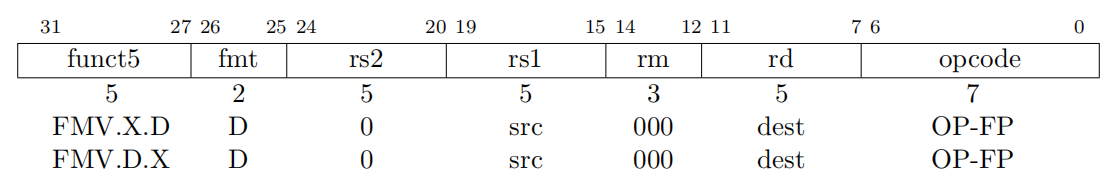 31 27 26 25 24 20 19 15 14 12 11 7 6 0
funct5 fmt rs2 rs1 rm rd opcode
5 2 5 5 3 5 7
FMV.X.D D 0 src 000 dest OP-FP
FMV.D.X D 0 src 000 dest OP-FP